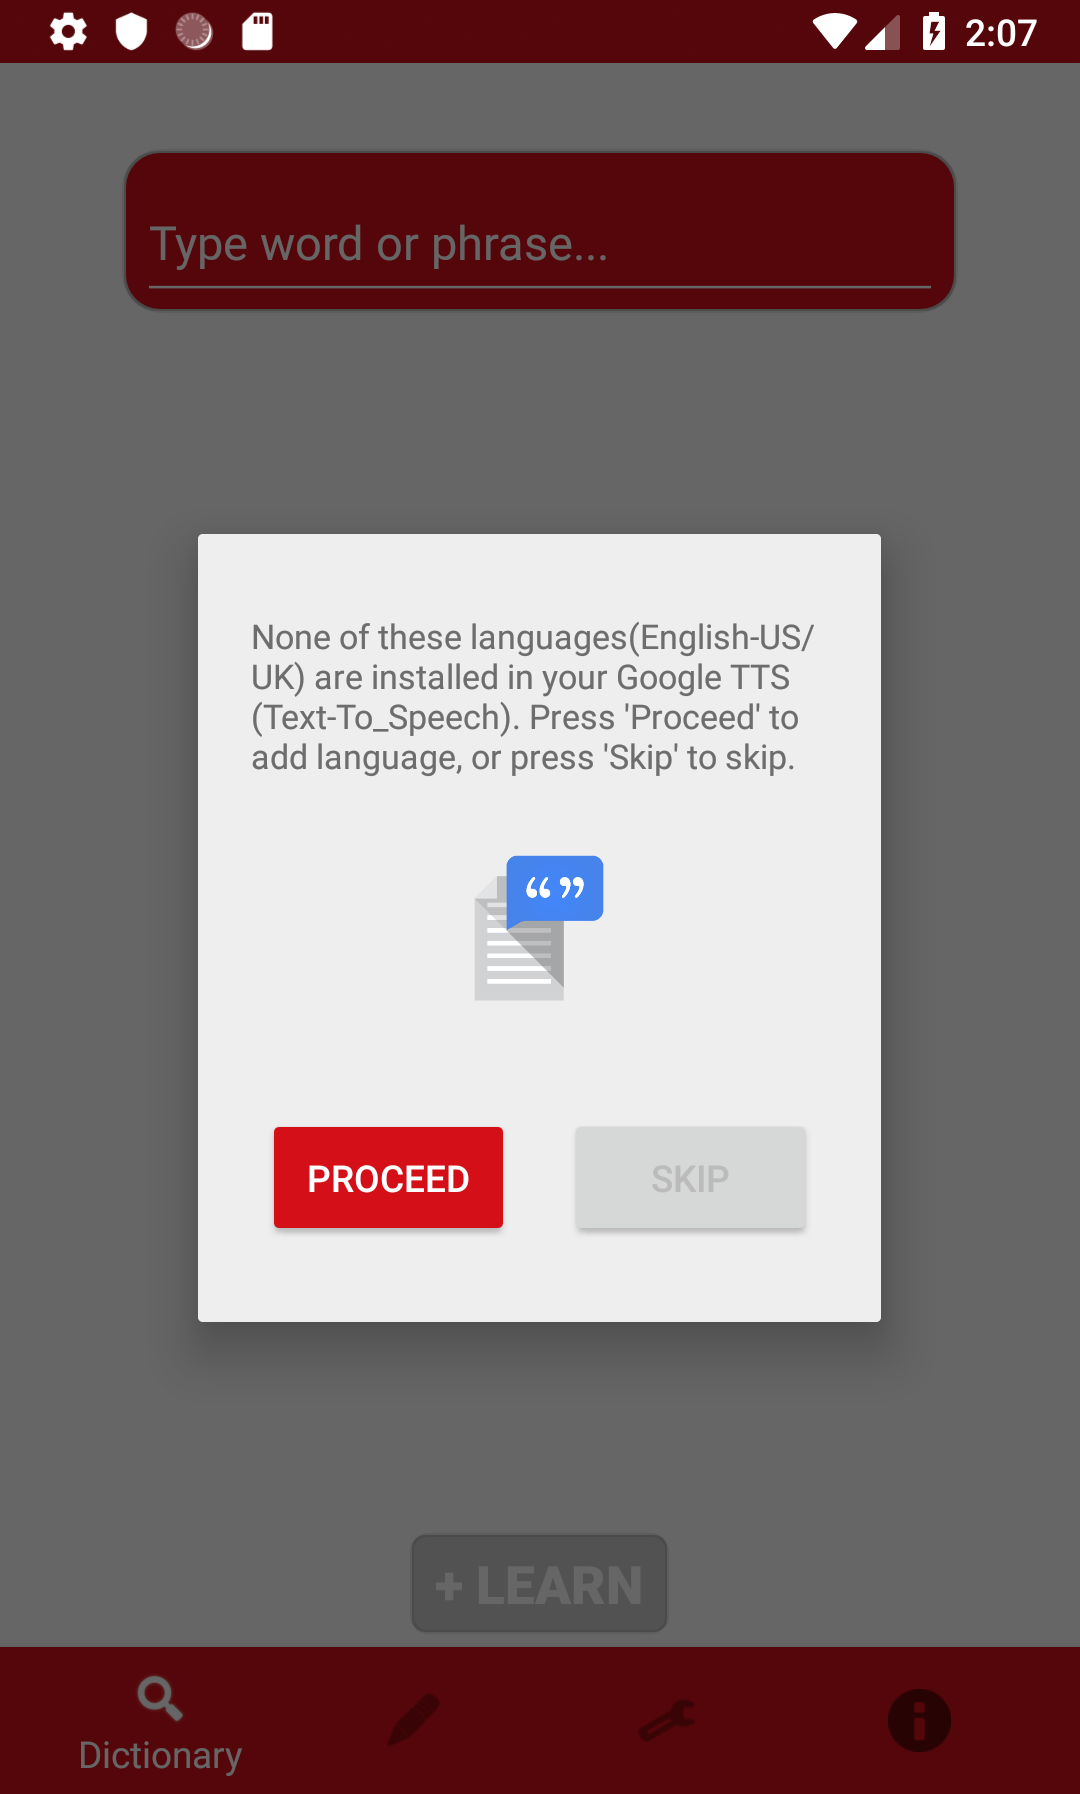 2:07
Type word or phrase...
None of these languages(English-US/
UK) are installed in your Google TTS
(Text-To_Speech). Press 'Proceed' to
add language, or press 'Skip' to skip.
“ ”
PROCEED
SKIP
+ LEARN
Dictionary